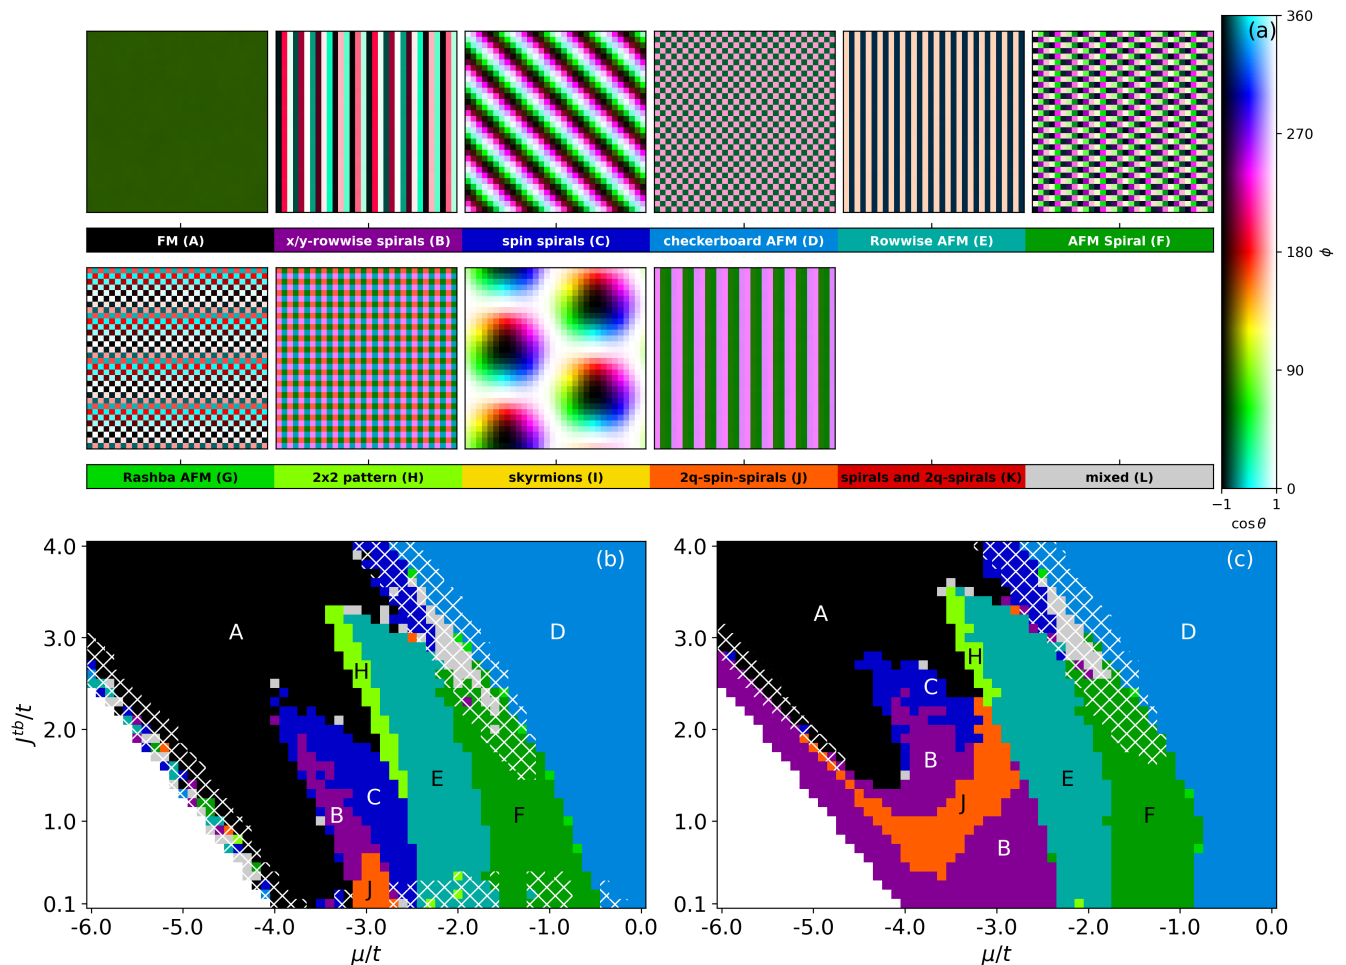 (a)
360
270
180
90
0
ϕ
−1 1
cos θ
FM (A) x/y-rowwise spirals (B) spin spirals (C) checkerboard AFM (D) Rowwise AFM (E) AFM Spiral (F)
Rashba AFM (G) 2x2 pattern (H) skyrmions (I) 2q-spin-spirals (J) spirals and 2q-spirals (K) mixed (L)
(b)
4.0
3.0
2.0
1.0
0.1
J^{tb}/t
A
D
H
E
C
B
F
J
-6.0 -5.0 -4.0 -3.0 -2.0 -1.0 0.0
μ/t
(c)
4.0
3.0
2.0
1.0
0.1
A
D
H
C
B
E
J
F
B
-6.0 -5.0 -4.0 -3.0 -2.0 -1.0 0.0
μ/t